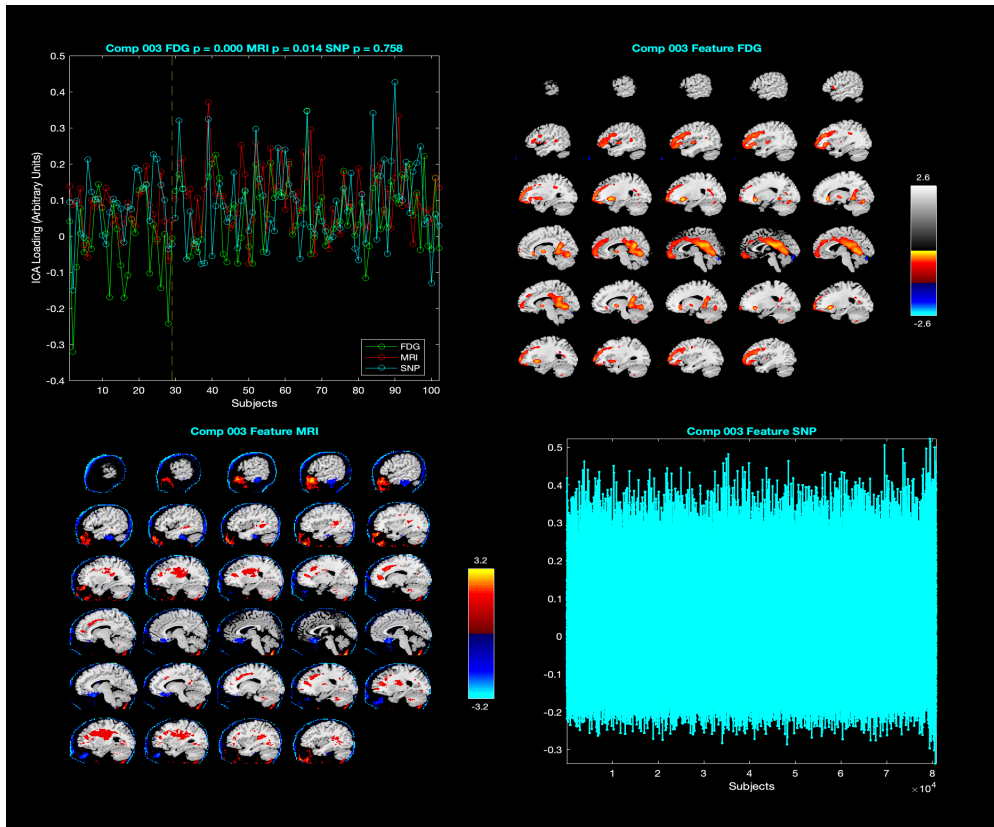 Comp 003 FDG p = 0.000 MRI p = 0.014 SNP p = 0.758
ICA Loading (Arbitrary Units)
0.5
0.4
0.3
0.2
0.1
0
-0.1
-0.2
-0.3
-0.4
10 20 30 40 50 60 70 80 90 100
Subjects
FDG
MRI
SNP
Comp 003 Feature FDG
2.6
-2.6
Comp 003 Feature MRI
3.2
-3.2
Comp 003 Feature SNP
0.5
0.4
0.3
0.2
0.1
0
-0.1
-0.2
-0.3
1 2 3 4 5 6 7 8
Subjects
× 10⁴